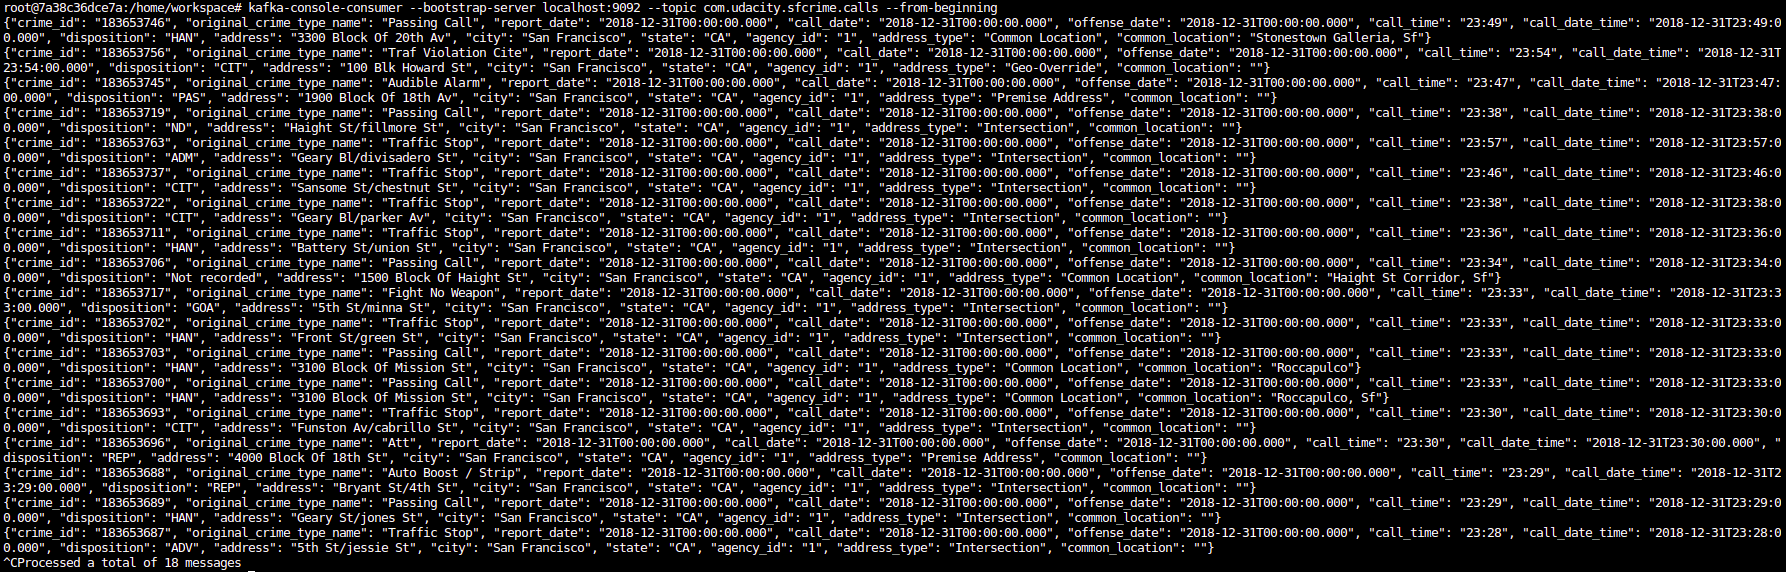 root@7a38c36dce7a:/home/workspace# kafka-console-consumer --bootstrap-server localhost:9092 --topic com.udacity.sfcrime.calls --from-beginning
{"crime_id": "183653746", "original_crime_type_name": "Passing Call", "report_date": "2018-12-31T00:00:00.000", "call_date": "2018-12-31T00:00:00.000", "offense_date": "2018-12-31T00:00:00.000", "call_time": "23:49", "call_date_time": "2018-12-31T23:49:0
0.000", "disposition": "HAN", "address": "3300 Block Of 20th Av", "city": "San Francisco", "state": "CA", "agency_id": "1", "address_type": "Common Location", "common_location": "Stonestown Galleria, Sf"}
{"crime_id": "183653756", "original_crime_type_name": "Traf Violation Cite", "report_date": "2018-12-31T00:00:00.000", "call_date": "2018-12-31T00:00:00.000", "offense_date": "2018-12-31T00:00:00.000", "call_time": "23:54", "call_date_time": "2018-12-31T
23:54:00.000", "disposition": "CIT", "address": "100 Blk Howard St", "city": "San Francisco", "state": "CA", "agency_id": "1", "address_type": "Geo-Override", "common_location": ""}
{"crime_id": "183653745", "original_crime_type_name": "Audible Alarm", "report_date": "2018-12-31T00:00:00.000", "call_date": "2018-12-31T00:00:00.000", "offense_date": "2018-12-31T00:00:00.000", "call_time": "23:47", "call_date_time": "2018-12-31T23:47:
00.000", "disposition": "PAS", "address": "1900 Block Of 18th Av", "city": "San Francisco", "state": "CA", "agency_id": "1", "address_type": "Premise Address", "common_location": ""}
{"crime_id": "183653719", "original_crime_type_name": "Passing Call", "report_date": "2018-12-31T00:00:00.000", "call_date": "2018-12-31T00:00:00.000", "offense_date": "2018-12-31T00:00:00.000", "call_time": "23:38", "call_date_time": "2018-12-31T23:38:0
0.000", "disposition": "ND", "address": "Haight St/fillmore St", "city": "San Francisco", "state": "CA", "agency_id": "1", "address_type": "Intersection", "common_location": ""}
{"crime_id": "183653763", "original_crime_type_name": "Traffic Stop", "report_date": "2018-12-31T00:00:00.000", "call_date": "2018-12-31T00:00:00.000", "offense_date": "2018-12-31T00:00:00.000", "call_time": "23:57", "call_date_time": "2018-12-31T23:57:0
0.000", "disposition": "ADM", "address": "Geary Bl/divisadero St", "city": "San Francisco", "state": "CA", "agency_id": "1", "address_type": "Intersection", "common_location": ""}
{"crime_id": "183653737", "original_crime_type_name": "Traffic Stop", "report_date": "2018-12-31T00:00:00.000", "call_date": "2018-12-31T00:00:00.000", "offense_date": "2018-12-31T00:00:00.000", "call_time": "23:46", "call_date_time": "2018-12-31T23:46:0
0.000", "disposition": "CIT", "address": "Sansome St/chestnut St", "city": "San Francisco", "state": "CA", "agency_id": "1", "address_type": "Intersection", "common_location": ""}
{"crime_id": "183653722", "original_crime_type_name": "Traffic Stop", "report_date": "2018-12-31T00:00:00.000", "call_date": "2018-12-31T00:00:00.000", "offense_date": "2018-12-31T00:00:00.000", "call_time": "23:38", "call_date_time": "2018-12-31T23:38:0
0.000", "disposition": "CIT", "address": "Geary Bl/parker Av", "city": "San Francisco", "state": "CA", "agency_id": "1", "address_type": "Intersection", "common_location": ""}
{"crime_id": "183653711", "original_crime_type_name": "Traffic Stop", "report_date": "2018-12-31T00:00:00.000", "call_date": "2018-12-31T00:00:00.000", "offense_date": "2018-12-31T00:00:00.000", "call_time": "23:36", "call_date_time": "2018-12-31T23:36:0
0.000", "disposition": "HAN", "address": "Battery St/union St", "city": "San Francisco", "state": "CA", "agency_id": "1", "address_type": "Intersection", "common_location": ""}
{"crime_id": "183653706", "original_crime_type_name": "Passing Call", "report_date": "2018-12-31T00:00:00.000", "call_date": "2018-12-31T00:00:00.000", "offense_date": "2018-12-31T00:00:00.000", "call_time": "23:34", "call_date_time": "2018-12-31T23:34:0
0.000", "disposition": "Not recorded", "address": "1500 Block Of Haight St", "city": "San Francisco", "state": "CA", "agency_id": "1", "address_type": "Common Location", "common_location": "Haight St Corridor, Sf"}
{"crime_id": "183653717", "original_crime_type_name": "Fight No Weapon", "report_date": "2018-12-31T00:00:00.000", "call_date": "2018-12-31T00:00:00.000", "offense_date": "2018-12-31T00:00:00.000", "call_time": "23:33", "call_date_time": "2018-12-31T23:3
3:00.000", "disposition": "GOA", "address": "5th St/minna St", "city": "San Francisco", "state": "CA", "agency_id": "1", "address_type": "Intersection", "common_location": ""}
{"crime_id": "183653702", "original_crime_type_name": "Traffic Stop", "report_date": "2018-12-31T00:00:00.000", "call_date": "2018-12-31T00:00:00.000", "offense_date": "2018-12-31T00:00:00.000", "call_time": "23:33", "call_date_time": "2018-12-31T23:33:0
0.000", "disposition": "HAN", "address": "Front St/green St", "city": "San Francisco", "state": "CA", "agency_id": "1", "address_type": "Intersection", "common_location": ""}
{"crime_id": "183653703", "original_crime_type_name": "Passing Call", "report_date": "2018-12-31T00:00:00.000", "call_date": "2018-12-31T00:00:00.000", "offense_date": "2018-12-31T00:00:00.000", "call_time": "23:33", "call_date_time": "2018-12-31T23:33:0
0.000", "disposition": "HAN", "address": "3100 Block Of Mission St", "city": "San Francisco", "state": "CA", "agency_id": "1", "address_type": "Common Location", "common_location": "Roccapulco"}
{"crime_id": "183653700", "original_crime_type_name": "Passing Call", "report_date": "2018-12-31T00:00:00.000", "call_date": "2018-12-31T00:00:00.000", "offense_date": "2018-12-31T00:00:00.000", "call_time": "23:33", "call_date_time": "2018-12-31T23:33:0
0.000", "disposition": "HAN", "address": "3100 Block Of Mission St", "city": "San Francisco", "state": "CA", "agency_id": "1", "address_type": "Common Location", "common_location": "Roccapulco, Sf"}
{"crime_id": "183653693", "original_crime_type_name": "Traffic Stop", "report_date": "2018-12-31T00:00:00.000", "call_date": "2018-12-31T00:00:00.000", "offense_date": "2018-12-31T00:00:00.000", "call_time": "23:30", "call_date_time": "2018-12-31T23:30:0
0.000", "disposition": "CIT", "address": "Funston Av/cabrillo St", "city": "San Francisco", "state": "CA", "agency_id": "1", "address_type": "Intersection", "common_location": ""}
{"crime_id": "183653696", "original_crime_type_name": "Att", "report_date": "2018-12-31T00:00:00.000", "call_date": "2018-12-31T00:00:00.000", "offense_date": "2018-12-31T00:00:00.000", "call_time": "23:30", "call_date_time": "2018-12-31T23:30:00.000", "
disposition": "REP", "address": "4000 Block Of 18th St", "city": "San Francisco", "state": "CA", "agency_id": "1", "address_type": "Premise Address", "common_location": ""}
{"crime_id": "183653688", "original_crime_type_name": "Auto Boost / Strip", "report_date": "2018-12-31T00:00:00.000", "call_date": "2018-12-31T00:00:00.000", "offense_date": "2018-12-31T00:00:00.000", "call_time": "23:29", "call_date_time": "2018-12-31T2
3:29:00.000", "disposition": "REP", "address": "Bryant St/4th St", "city": "San Francisco", "state": "CA", "agency_id": "1", "address_type": "Intersection", "common_location": ""}
{"crime_id": "183653689", "original_crime_type_name": "Passing Call", "report_date": "2018-12-31T00:00:00.000", "call_date": "2018-12-31T00:00:00.000", "offense_date": "2018-12-31T00:00:00.000", "call_time": "23:29", "call_date_time": "2018-12-31T23:29:0
0.000", "disposition": "HAN", "address": "Geary St/jones St", "city": "San Francisco", "state": "CA", "agency_id": "1", "address_type": "Intersection", "common_location": ""}
{"crime_id": "183653687", "original_crime_type_name": "Traffic Stop", "report_date": "2018-12-31T00:00:00.000", "call_date": "2018-12-31T00:00:00.000", "offense_date": "2018-12-31T00:00:00.000", "call_time": "23:28", "call_date_time": "2018-12-31T23:28:0
0.000", "disposition": "ADV", "address": "5th St/jessie St", "city": "San Francisco", "state": "CA", "agency_id": "1", "address_type": "Intersection", "common_location": ""}
^CProcessed a total of 18 messages